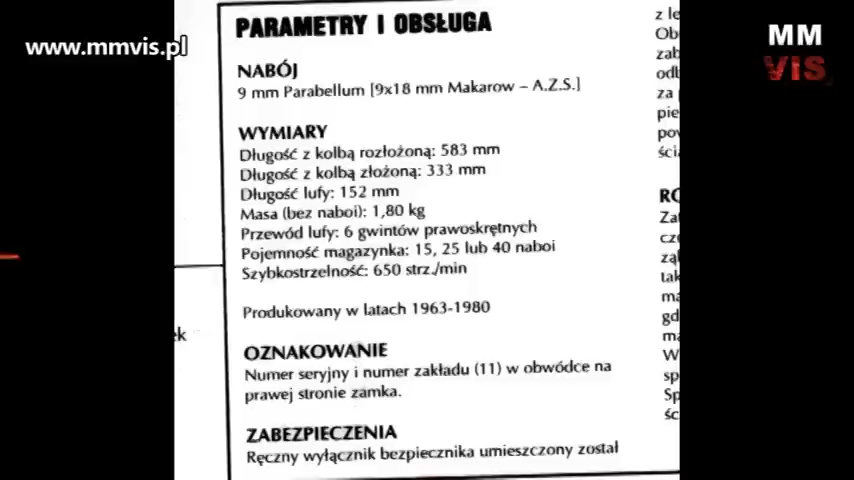 www.mmvis.pl
MM
VIS
PARAMETRY I OBSŁUGA
NABÓJ
9 mm Parabellum [9x18 mm Makarow – A.Z.S.]
WYMIARY
Długość z kolbą rozłożoną: 583 mm
Długość z kolbą złożoną: 333 mm
Długość lufy: 152 mm
Masa (bez naboi): 1,80 kg
Przewód lufy: 6 gwintów prawoskrętnych
Pojemność magazynka: 15, 25 lub 40 naboi
Szybkostrzelność: 650 strz./min
Produkowany w latach 1963-1980
OZNAKOWANIE
Numer seryjny i numer zakładu (11) w obwódce na
prawej stronie zamka.
ZABEZPIECZENIA
Ręczny wyłącznik bezpiecznika umieszczony został